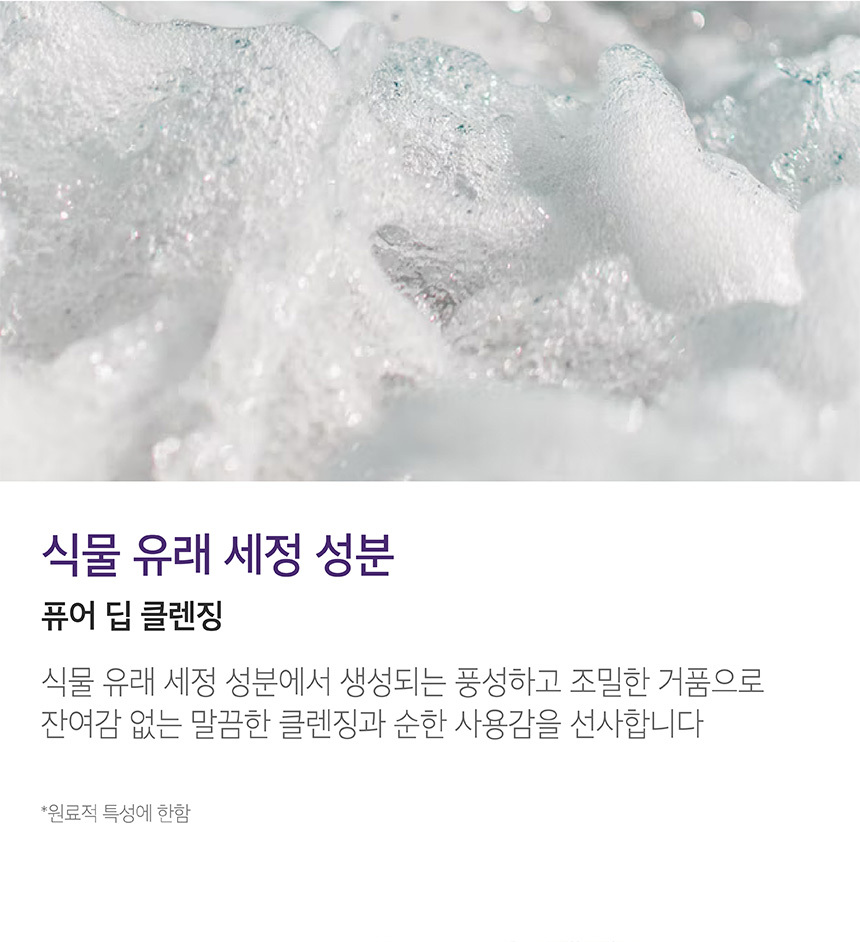 식물 유래 세정 성분
퓨어 딥 클렌징
식물 유래 세정 성분에서 생성되는 풍성하고 조밀한 거품으로
잔여감 없는 말끔한 클렌징과 순한 사용감을 선사합니다
*원료적 특성에 한함